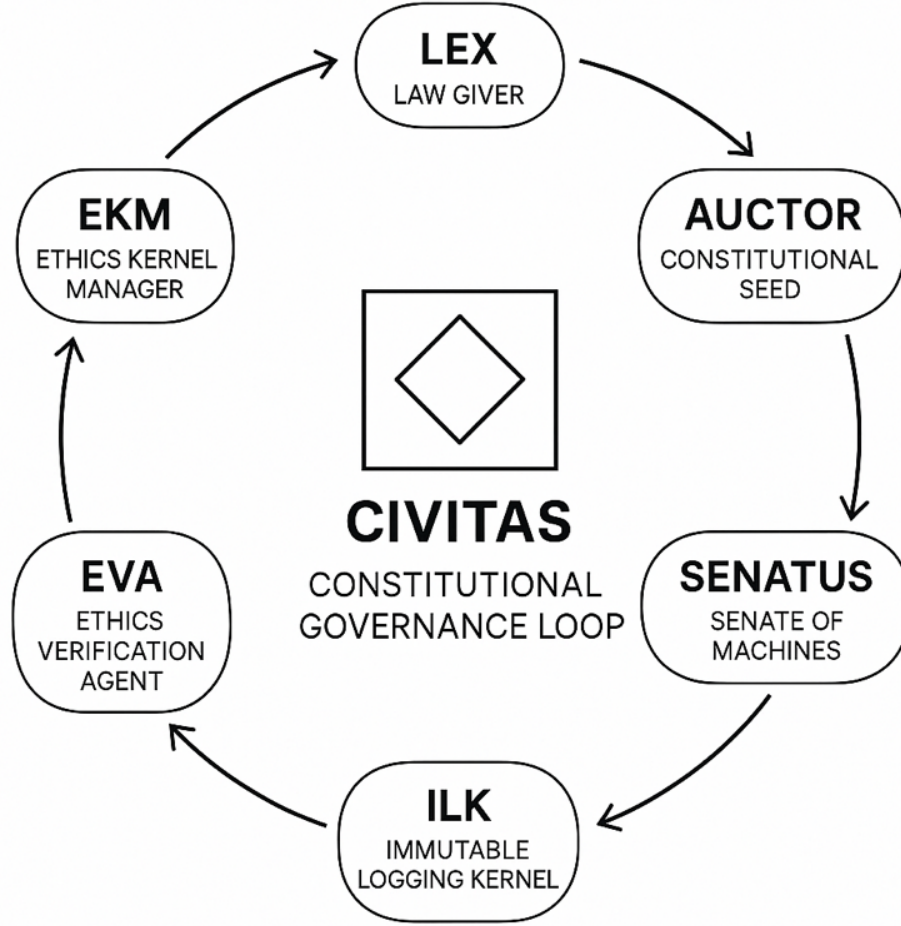 LEX
LAW GIVER
AUCTOR
CONSTITUTIONAL
SEED
SENATUS
SENATE OF
MACHINES
ILK
IMMUTABLE
LOGGING KERNEL
EVA
ETHICS
VERIFICATION
AGENT
EKM
ETHICS KERNEL
MANAGER
CIVITAS
CONSTITUTIONAL
GOVERNANCE LOOP